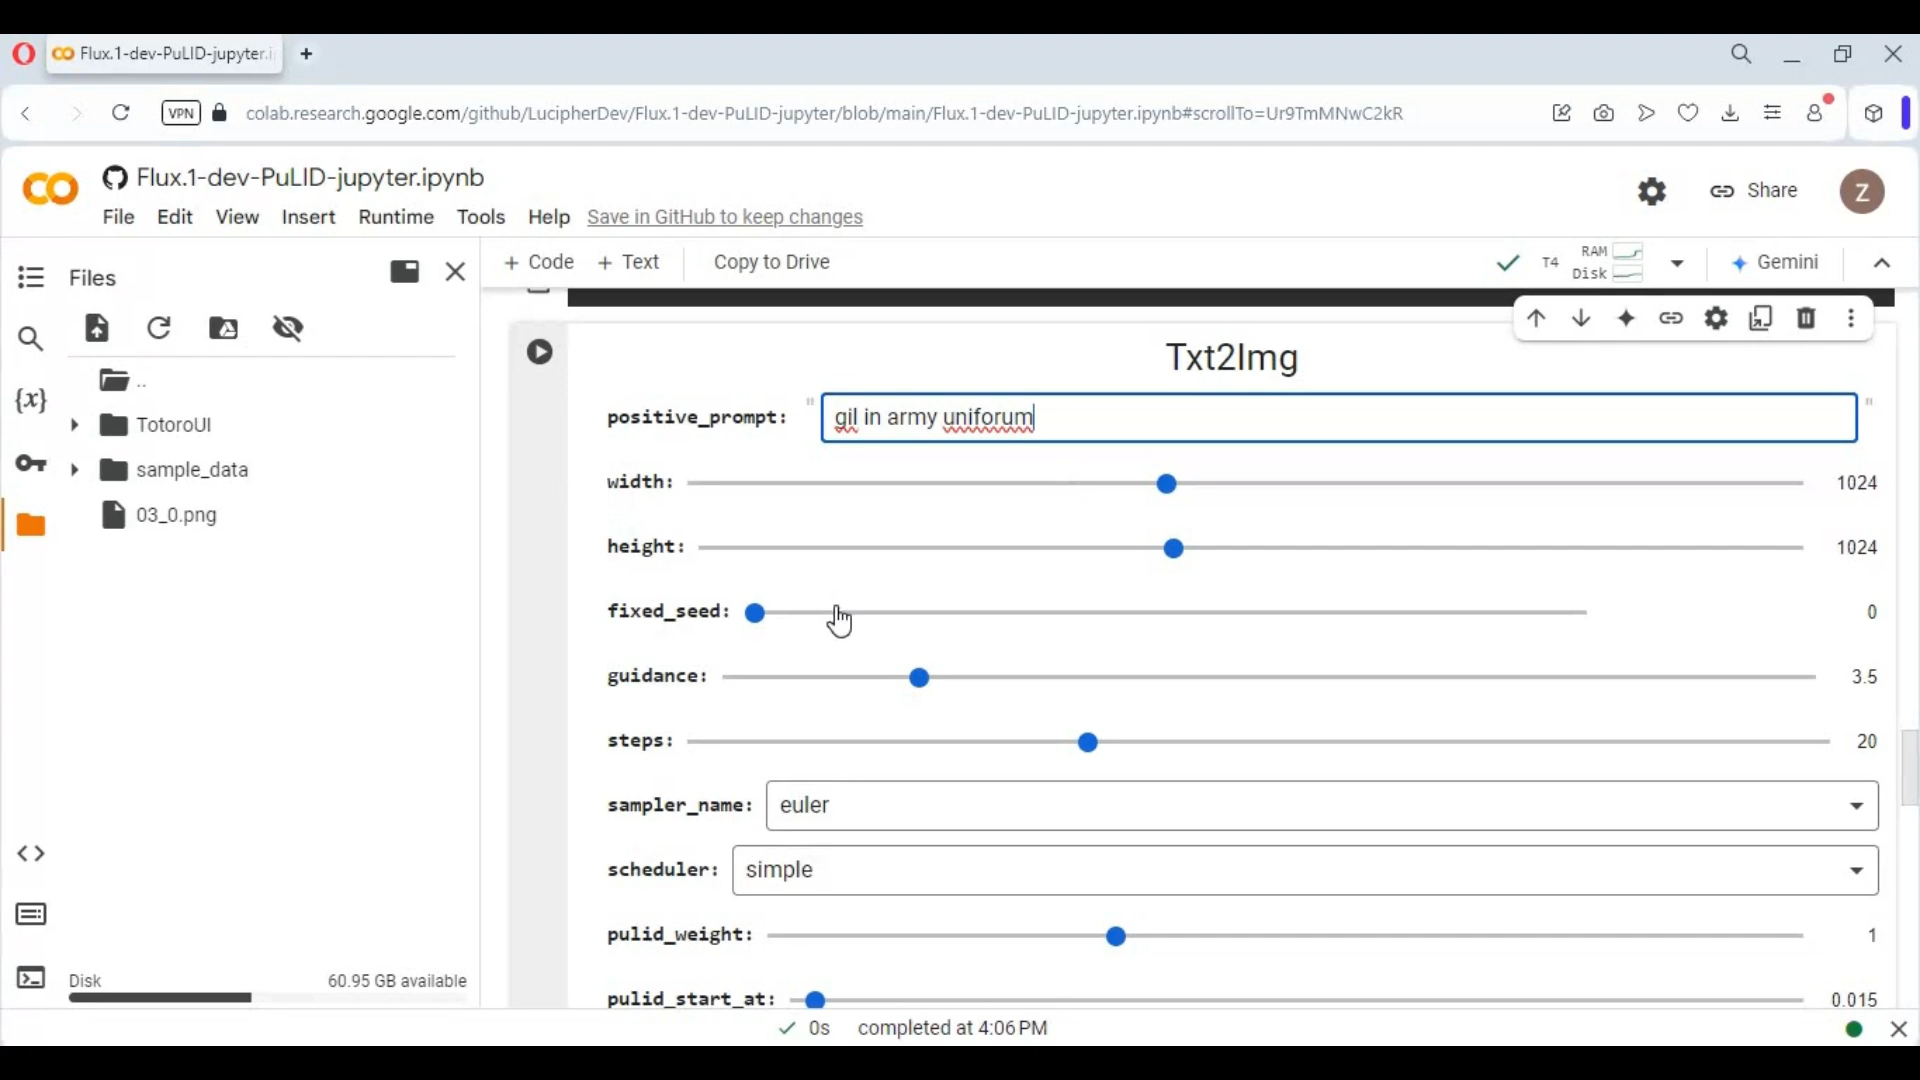 Flux.1-dev-PuLID-jupyter.i
VPN
colab.research.google.com/github/LucipherDev/Flux.1-dev-PuLID-jupyter/blob/main/Flux.1-dev-PuLID-jupyter.ipynb#scrollTo=Ur9TmMNwC2kR
Flux.1-dev-PuLID-jupyter.ipynb
Share
Z
File Edit View Insert Runtime Tools Help Save in GitHub to keep changes
Files
+ Code + Text Copy to Drive
T4 RAM Disk
Gemini
..
TotoroUI
sample_data
03_0.png
{x}
Txt2Img
positive_prompt: " gil in army uniforum "
width: 1024
height: 1024
fixed_seed: 0
guidance: 3.5
steps: 20
sampler_name: euler
scheduler: simple
pulid_weight: 1
pulid_start_at: 0.015
Disk 60.95 GB available
0s completed at 4:06 PM